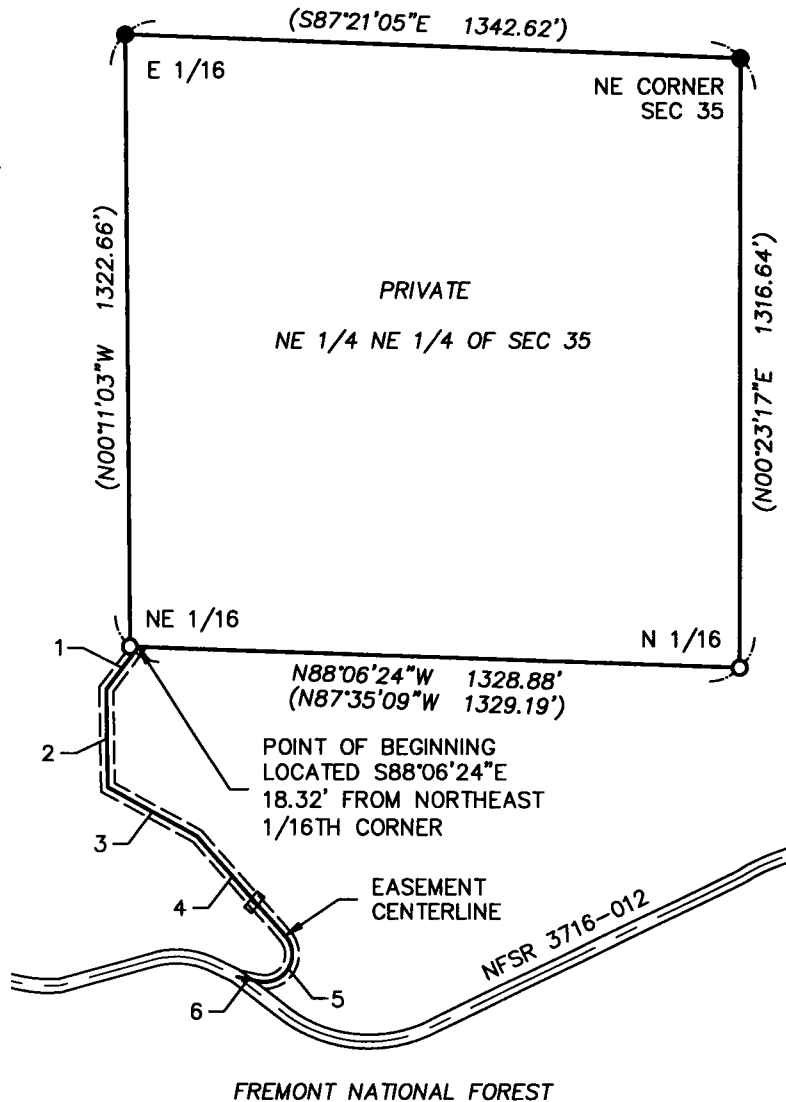 (S87°21'05"E 1342.62')
E 1/16
NE CORNER
SEC 35
(N00°11'03"W 1322.66')
PRIVATE
NE 1/4 NE 1/4 OF SEC 35
(N00°23'17"E 1316.64')
NE 1/16
N 1/16
1
N88°06'24"W 1328.88'
(N87°35'09"W 1329.19')
2
POINT OF BEGINNING
LOCATED S88°06'24"E
18.32' FROM NORTHEAST
1/16TH CORNER
3
4
EASEMENT
CENTERLINE
NFSR 3716-012
5
6
FREMONT NATIONAL FOREST